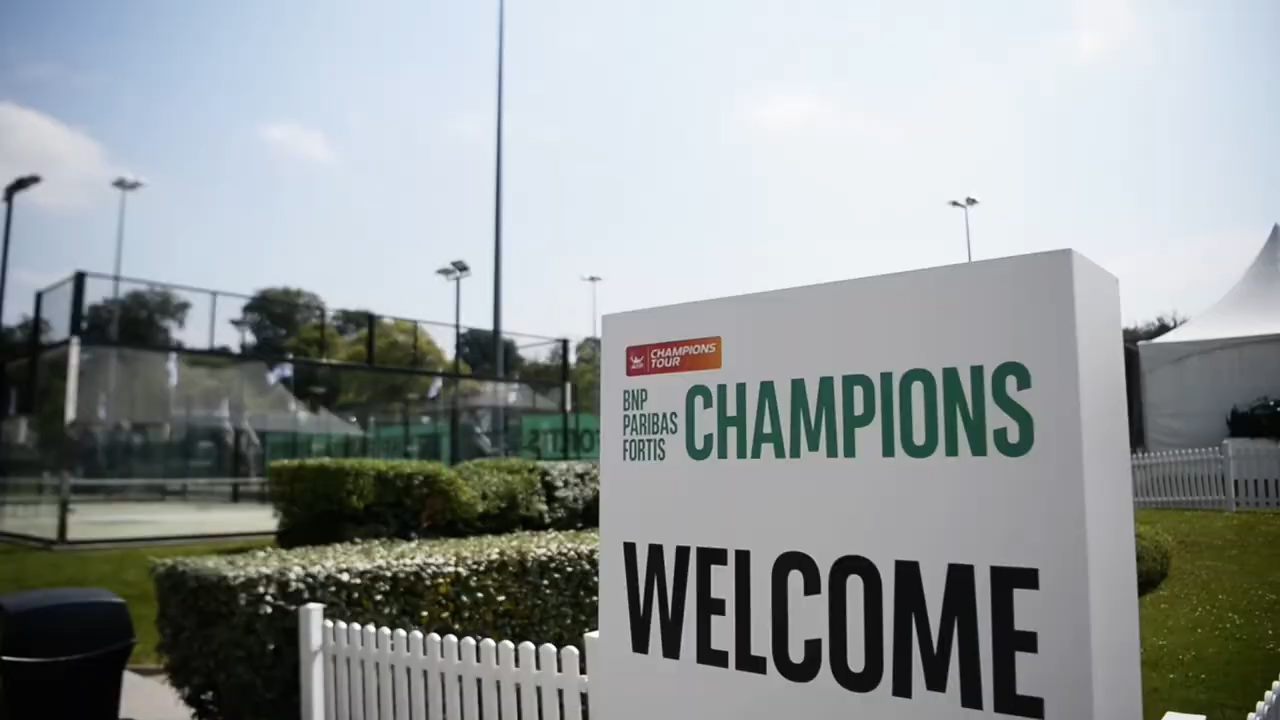 CHAMPIONS
TOUR
BNP
PARIBAS
FORTIS
CHAMPIONS
WELCOME